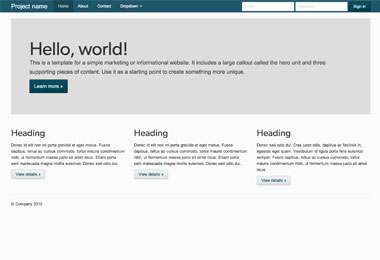 Project name Home About Contact Dropdown Email Password Sign in
Hello, world!
This is a template for a simple marketing or informational website. It includes a large callout called the hero unit and three
supporting pieces of content. Use it as a starting point to create something more unique.
Learn more »
Heading
Donec id elit non mi porta gravida at eget metus. Fusce
dapibus, tellus ac cursus commodo, tortor mauris condimentum
nibh, ut fermentum massa justo sit amet risus. Etiam porta
sem malesuada magna mollis euismod. Donec sed odio dui.
View details »
Heading
Donec id elit non mi porta gravida at eget metus. Fusce
dapibus, tellus ac cursus commodo, tortor mauris condimentum
nibh, ut fermentum massa justo sit amet risus. Etiam porta
sem malesuada magna mollis euismod. Donec sed odio dui.
View details »
Heading
Donec sed odio dui. Cras justo odio, dapibus ac facilisis in,
egestas eget quam. Vestibulum id ligula porta felis euismod
semper. Fusce dapibus, tellus ac cursus commodo, tortor
mauris condimentum nibh, ut fermentum massa justo sit amet
risus.
View details »
© Company 2012